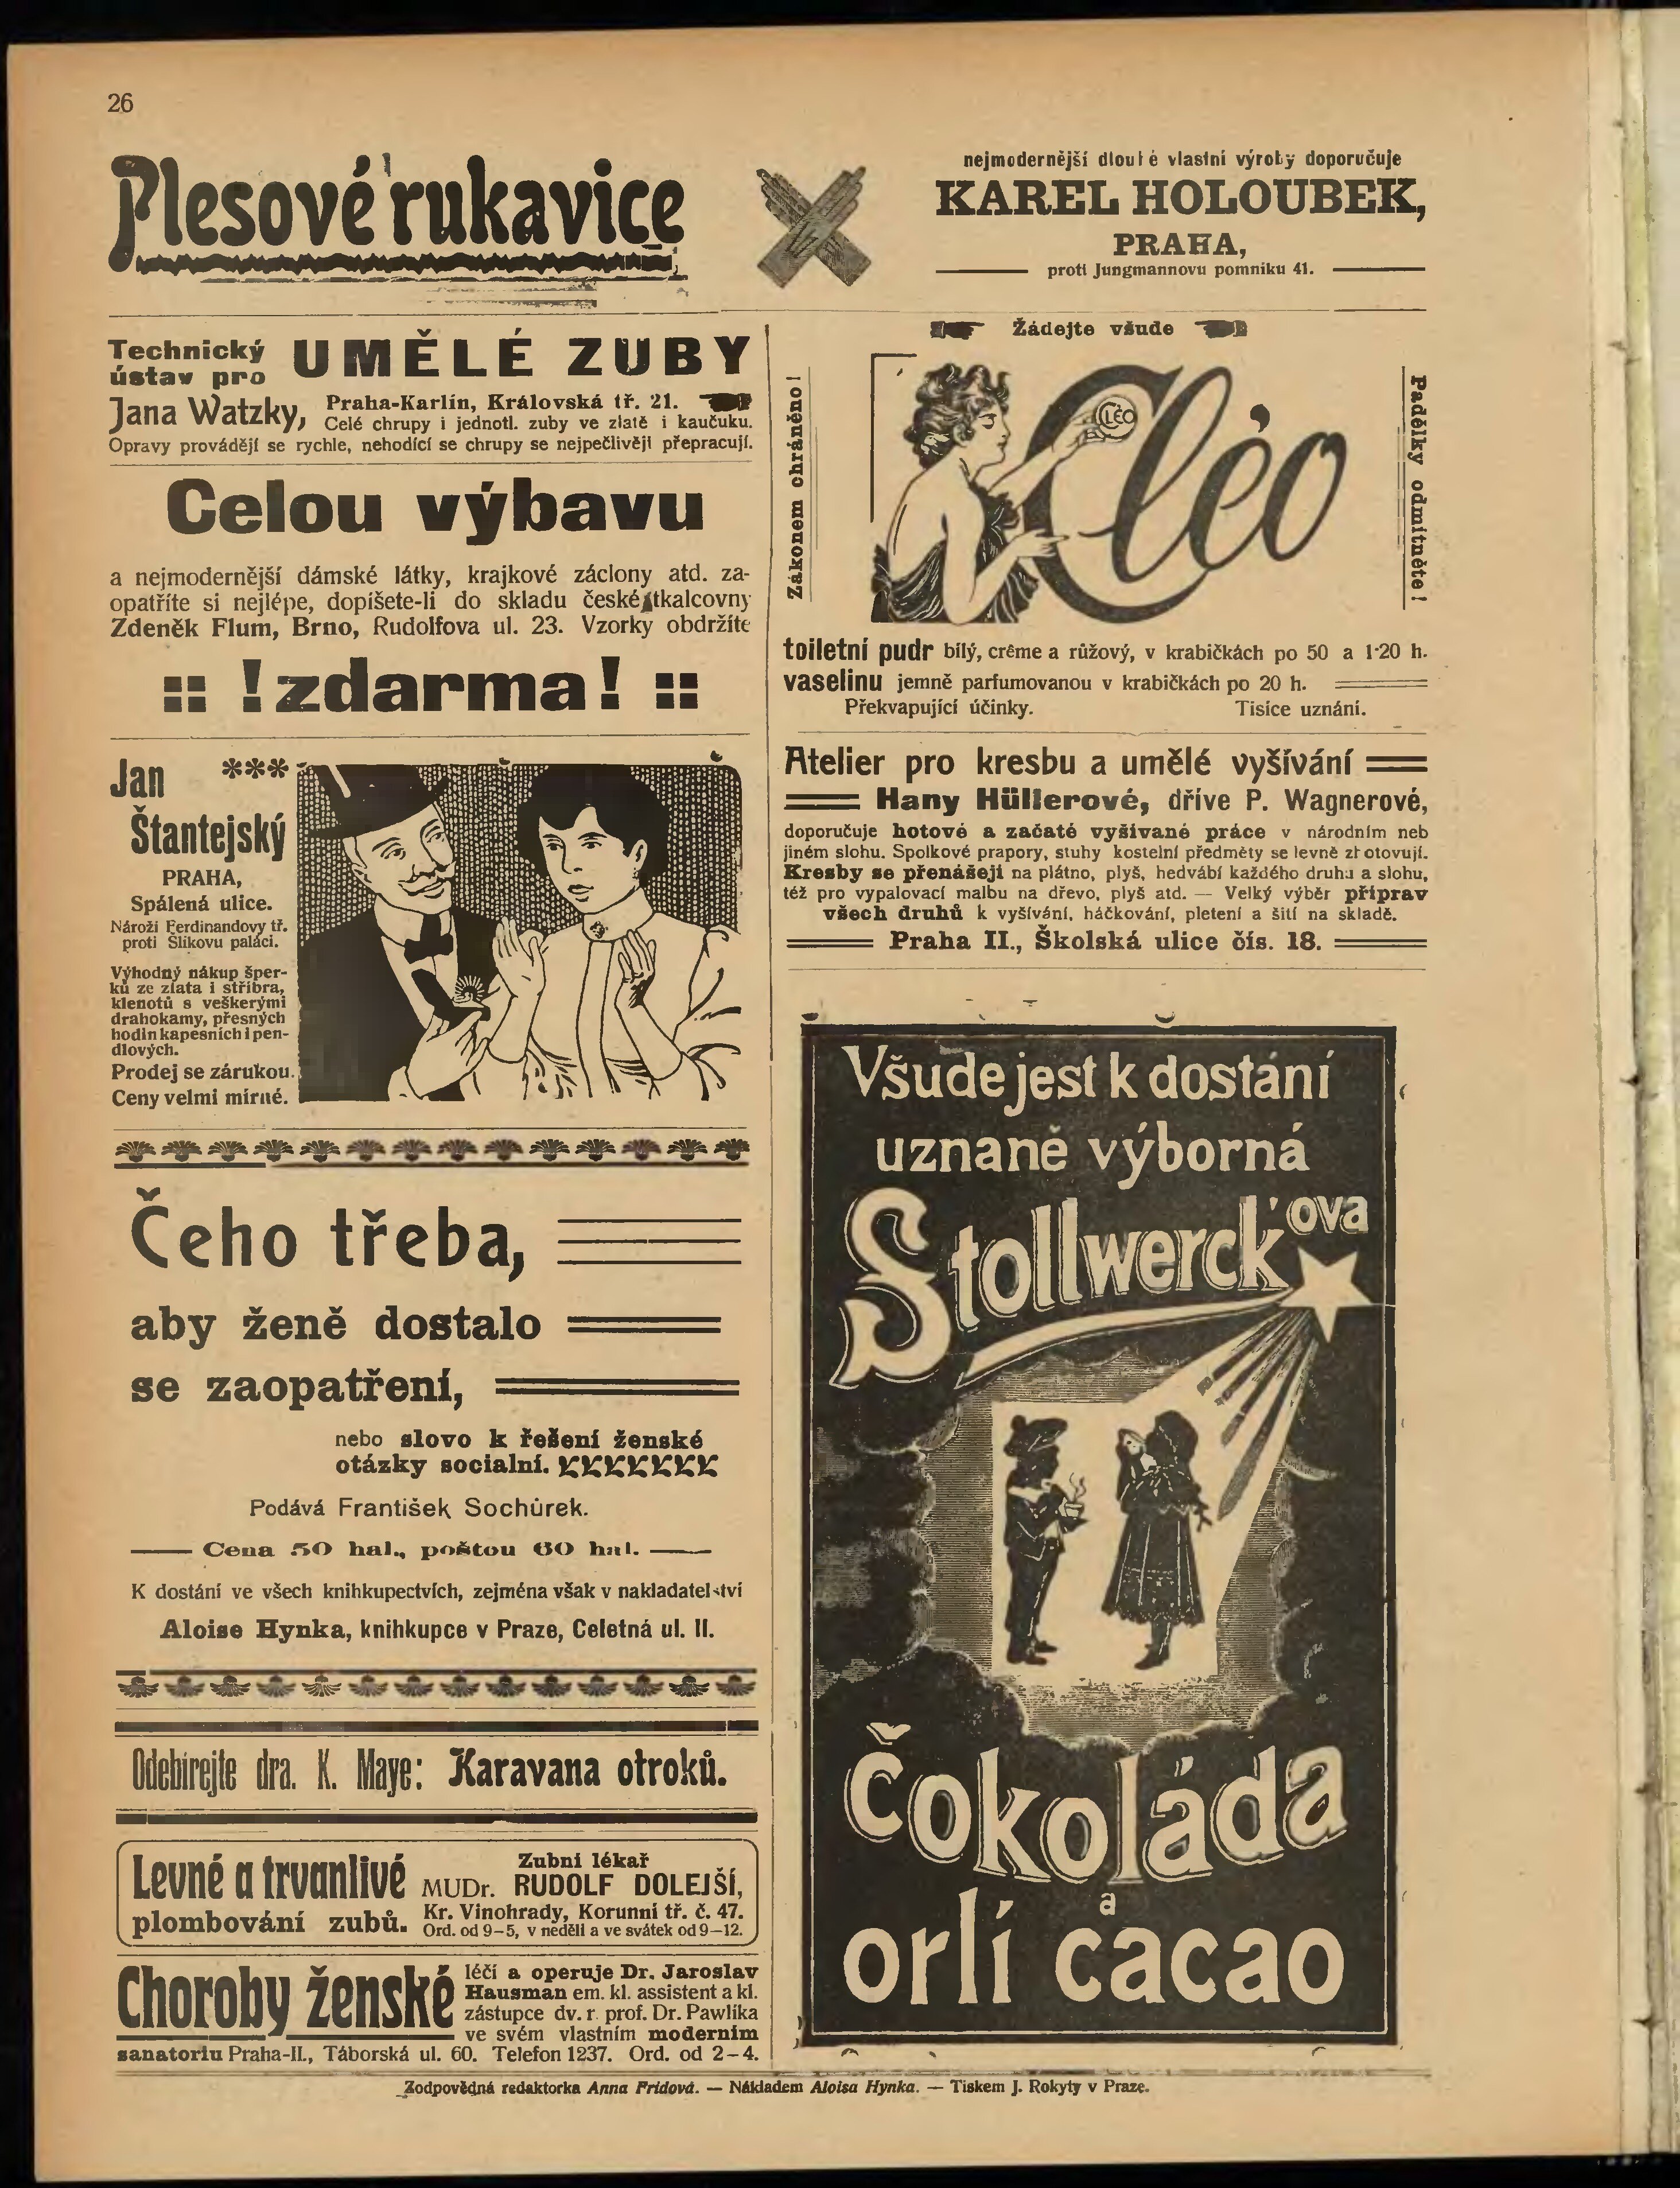 26
Plesové rukavice
nejmodernější dlouhé vlastní výroby doporučuje
KAREL HOLOUBEK,
PRAHA,
proti Jungmannovu pomníku 41.
Technický
ústav pro
UMĚLÉ ZUBY
Jana Watzky,
Praha-Karlín, Královská tř. 21.
Celé chrupy i jednotl. zuby ve zlatě i kaučuku.
Opravy provádějí se rychle, nehodící se chrupy se nejpečlivěji přepracují.
Celou výbavu
a nejmodernější dámské látky, krajkové záclony atd. za-
opatříte si nejlépe, dopíšete-li do skladu české tkalcovny
Zdeněk Flum, Brno, Rudolfova ul. 23. Vzorky obdržíte
:: !zdarma! ::
Jan ***
Štantejský
PRAHA,
Spálená ulice.
Nároží Ferdinandovy tř.
proti Šlikovu paláci.
Výhodný nákup šper-
ků ze zlata i stříbra,
klenotů s veškerými
drahokamy, přesných
hodin kapesních i pen-
dlových.
Prodej se zárukou.
Ceny velmi mírné.
Čeho třeba,
aby ženě dostalo
se zaopatření,
nebo slovo k řešení ženské
otázky socialní.
Podává František Sochůrek.
Cena 50 hal., poštou 60 hal.
K dostání ve všech knihkupectvích, zejména však v nakladatelství
Aloise Hynka, knihkupce v Praze, Celetná ul. 11.
Odebírejte dra. K. Maye: Karavana otroků.
Levné a trvanlivé
plombování zubů.
Zubní lékař
MUDr. RUDOLF DOLEJŠÍ,
Kr. Vinohrady, Korunní tř. č. 47.
Ord. od 9–5, v neděli a ve svátek od 9–12.
Choroby ženské
léčí a operuje Dr. Jaroslav
Hausman em. kl. assistent a kl.
zástupce dv. r. prof. Dr. Pawlíka
ve svém vlastním moderním
sanatoriu Praha-II., Táborská ul. 60. Telefon 1237. Ord. od 2–4.
Žádejte všude
Zákonem chráněno!
CLÉO
Cléo
Padělky odmítněte!
toiletní pudr bílý, crême a růžový, v krabičkách po 50 a 1·20 h.
vaselinu jemně parfumovanou v krabičkách po 20 h.
Překvapující účinky. Tisíce uznání.
Atelier pro kresbu a umělé vyšívání
Hany Hüllerové, dříve P. Wagnerové,
doporučuje hotové a začaté vyšívané práce v národním neb
jiném slohu. Spolkové prapory, stuhy kostelní předměty se levně zhotovují.
Kresby se přenášejí na plátno, plyš, hedvábí každého druhu a slohu,
též pro vypalovací malbu na dřevo, plyš atd. — Velký výběr příprav
všech druhů k vyšívání, háčkování, pletení a šití na skladě.
Praha II., Školská ulice čís. 18.
Všude jest k dostání
uznaně výborná
Stollwerck'ova
Čokoláda
a
orlí cacao
Zodpovědná redaktorka Anna Fridová. — Nákladem Aloisa Hynka. — Tiskem J. Rokyty v Praze.